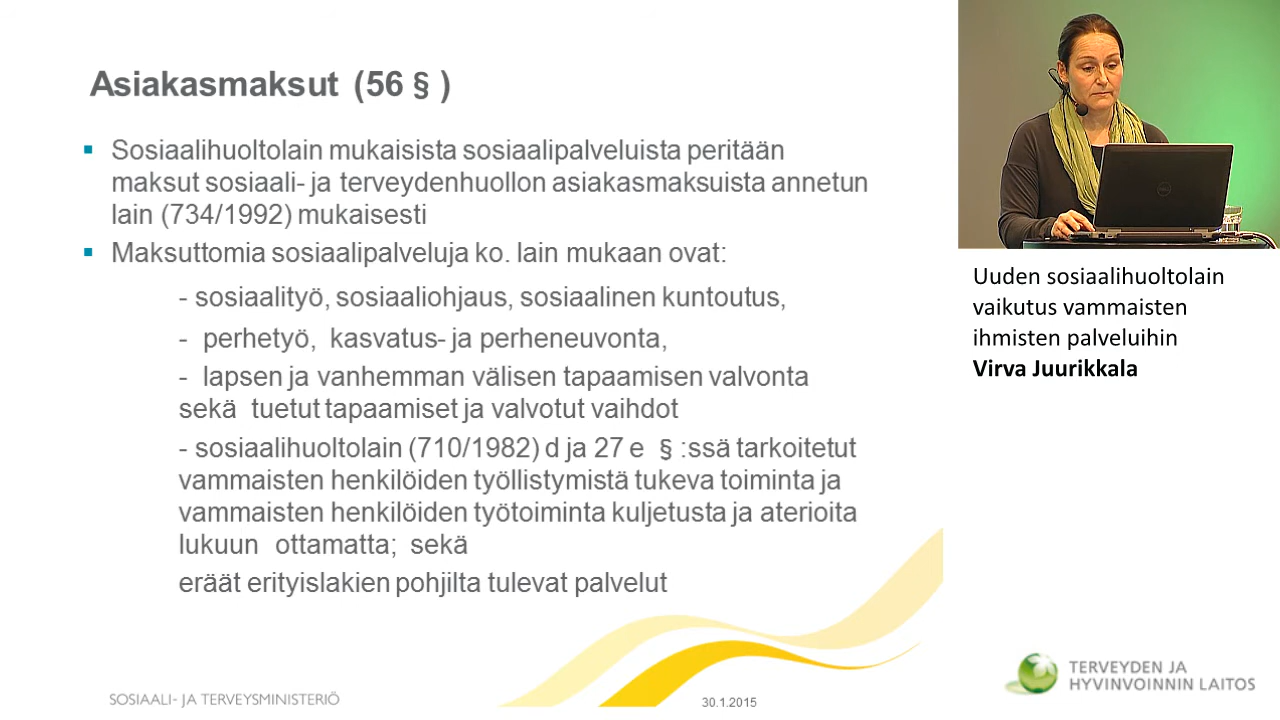 Asiakasmaksut (56 § )
▪ Sosiaalihuoltolain mukaisista sosiaalipalveluista peritään
maksut sosiaali- ja terveydenhuollon asiakasmaksuista annetun
lain (734/1992) mukaisesti
▪ Maksuttomia sosiaalipalveluja ko. lain mukaan ovat:
- sosiaalityö, sosiaaliohjaus, sosiaalinen kuntoutus,
- perhetyö, kasvatus- ja perheneuvonta,
- lapsen ja vanhemman välisen tapaamisen valvonta
sekä tuetut tapaamiset ja valvotut vaihdot
- sosiaalihuoltolain (710/1982) d ja 27 e § :ssä tarkoitetut
vammaisten henkilöiden työllistymistä tukeva toiminta ja
vammaisten henkilöiden työtoiminta kuljetusta ja aterioita
lukuun ottamatta; sekä
eräät erityislakien pohjilta tulevat palvelut
SOSIAALI- JA TERVEYSMINISTERIÖ
30.1.2015
Uuden sosiaalihuoltolain
vaikutus vammaisten
ihmisten palveluihin
Virva Juurikkala
TERVEYDEN JA
HYVINVOINNIN LAITOS